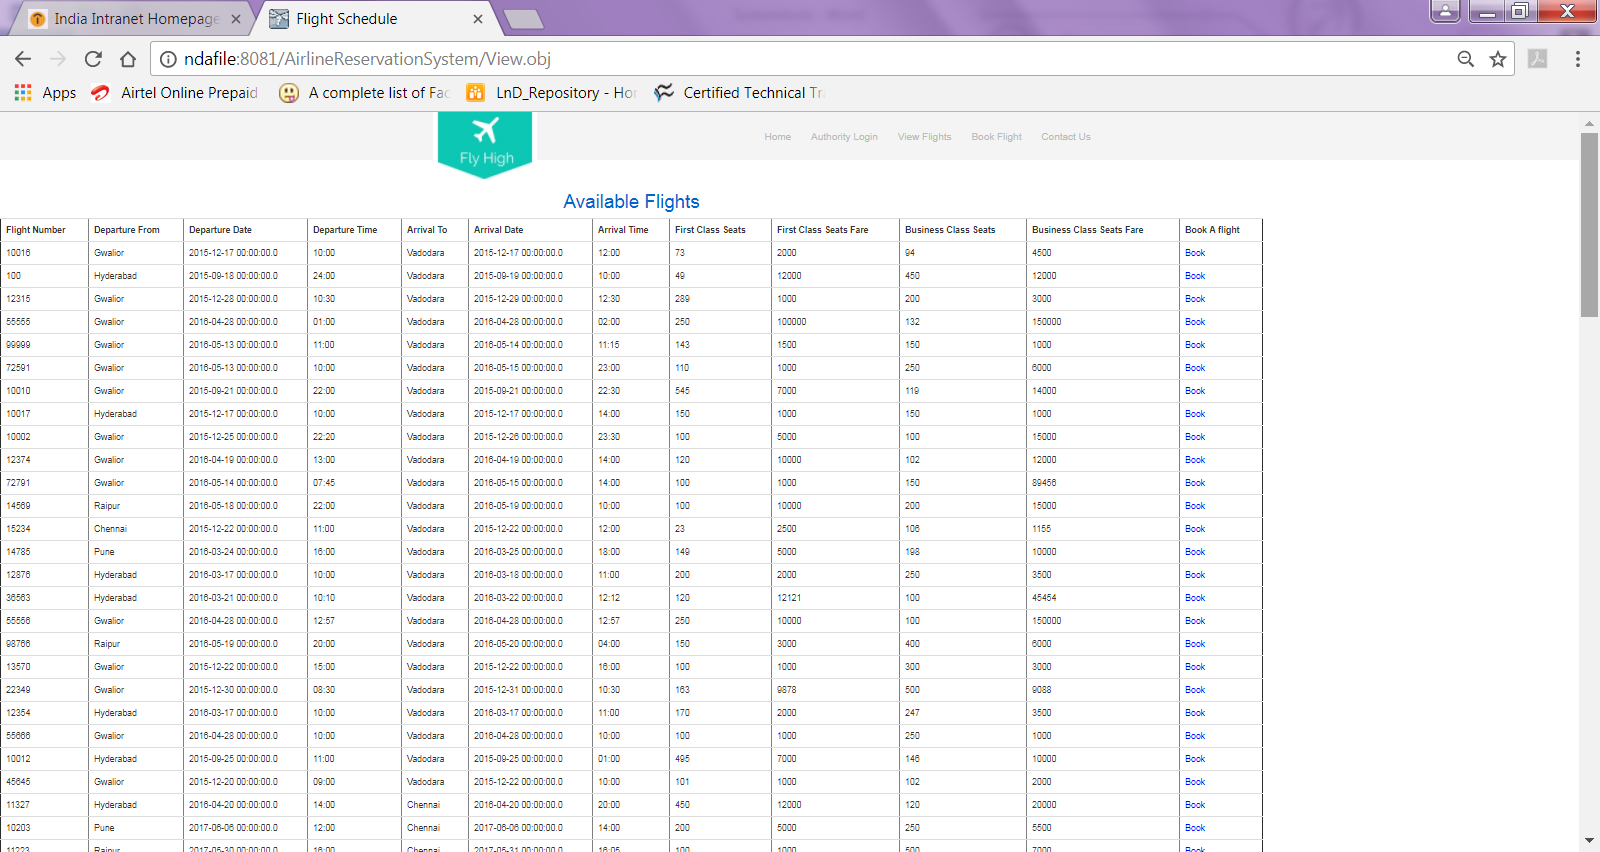 India Intranet Homepage
Flight Schedule
ndafile:8081/AirlineReservationSystem/View.obj
Apps Airtel Online Prepaid A complete list of Fac LnD_Repository - Hor Certified Technical Tr
Fly High
Home Authority Login View Flights Book Flight Contact Us
Available Flights
Flight Number Departure From Departure Date Departure Time Arrival To Arrival Date Arrival Time First Class Seats First Class Seats Fare Business Class Seats Business Class Seats Fare Book A flight
10016 Gwalior 2015-12-17 00:00:00.0 10:00 Vadodara 2015-12-17 00:00:00.0 12:00 73 2000 94 4500 Book
100 Hyderabad 2015-09-18 00:00:00.0 24:00 Vadodara 2015-09-19 00:00:00.0 10:00 49 12000 450 12000 Book
12315 Gwalior 2015-12-28 00:00:00.0 10:30 Vadodara 2015-12-29 00:00:00.0 12:30 289 1000 200 3000 Book
55555 Gwalior 2016-04-28 00:00:00.0 01:00 Vadodara 2016-04-28 00:00:00.0 02:00 250 100000 132 150000 Book
99999 Gwalior 2016-05-13 00:00:00.0 11:00 Vadodara 2016-05-14 00:00:00.0 11:15 143 1500 150 1000 Book
72591 Gwalior 2016-05-13 00:00:00.0 10:00 Vadodara 2016-05-15 00:00:00.0 23:00 110 1000 250 6000 Book
10010 Gwalior 2015-09-21 00:00:00.0 22:00 Vadodara 2015-09-21 00:00:00.0 22:30 545 7000 119 14000 Book
10017 Hyderabad 2015-12-17 00:00:00.0 10:00 Vadodara 2015-12-17 00:00:00.0 14:00 150 1000 150 1000 Book
10002 Gwalior 2015-12-25 00:00:00.0 22:20 Vadodara 2015-12-26 00:00:00.0 23:30 100 5000 100 15000 Book
12374 Gwalior 2016-04-19 00:00:00.0 13:00 Vadodara 2016-04-19 00:00:00.0 14:00 120 10000 102 12000 Book
72791 Gwalior 2016-05-14 00:00:00.0 07:45 Vadodara 2016-05-15 00:00:00.0 14:00 100 1000 150 89456 Book
14569 Raipur 2016-05-18 00:00:00.0 22:00 Vadodara 2016-05-19 00:00:00.0 10:00 100 10000 200 15000 Book
15234 Chennai 2015-12-22 00:00:00.0 11:00 Vadodara 2015-12-22 00:00:00.0 12:00 23 2500 106 1155 Book
14785 Pune 2016-03-24 00:00:00.0 16:00 Vadodara 2016-03-25 00:00:00.0 18:00 149 5000 198 10000 Book
12876 Hyderabad 2016-03-17 00:00:00.0 10:00 Vadodara 2016-03-18 00:00:00.0 11:00 200 2000 250 3500 Book
36563 Hyderabad 2016-03-21 00:00:00.0 10:10 Vadodara 2016-03-22 00:00:00.0 12:12 120 12121 100 45454 Book
55556 Gwalior 2016-04-28 00:00:00.0 12:57 Vadodara 2016-04-28 00:00:00.0 12:57 250 10000 100 150000 Book
98766 Raipur 2016-05-19 00:00:00.0 20:00 Vadodara 2016-05-20 00:00:00.0 04:00 150 3000 400 6000 Book
13570 Gwalior 2015-12-22 00:00:00.0 15:00 Vadodara 2015-12-22 00:00:00.0 16:00 100 1000 300 3000 Book
22349 Gwalior 2015-12-30 00:00:00.0 08:30 Vadodara 2015-12-31 00:00:00.0 10:30 163 9878 500 9088 Book
12354 Hyderabad 2016-03-17 00:00:00.0 10:00 Vadodara 2016-03-17 00:00:00.0 11:00 170 2000 247 3500 Book
55666 Gwalior 2016-04-28 00:00:00.0 10:00 Vadodara 2016-04-28 00:00:00.0 10:00 100 1000 250 1000 Book
10012 Hyderabad 2015-09-25 00:00:00.0 11:00 Vadodara 2015-09-25 00:00:00.0 01:00 495 7000 146 10000 Book
45645 Gwalior 2015-12-20 00:00:00.0 09:00 Vadodara 2015-12-22 00:00:00.0 10:00 101 1000 102 2000 Book
11327 Hyderabad 2016-04-20 00:00:00.0 14:00 Chennai 2016-04-20 00:00:00.0 20:00 450 12000 120 20000 Book
10203 Pune 2017-06-06 00:00:00.0 12:00 Chennai 2017-06-06 00:00:00.0 14:00 200 5000 250 5500 Book
11223 Raipur 2017-05-30 00:00:00.0 16:00 Chennai 2017-05-31 00:00:00.0 16:05 100 1000 500 7000 Book